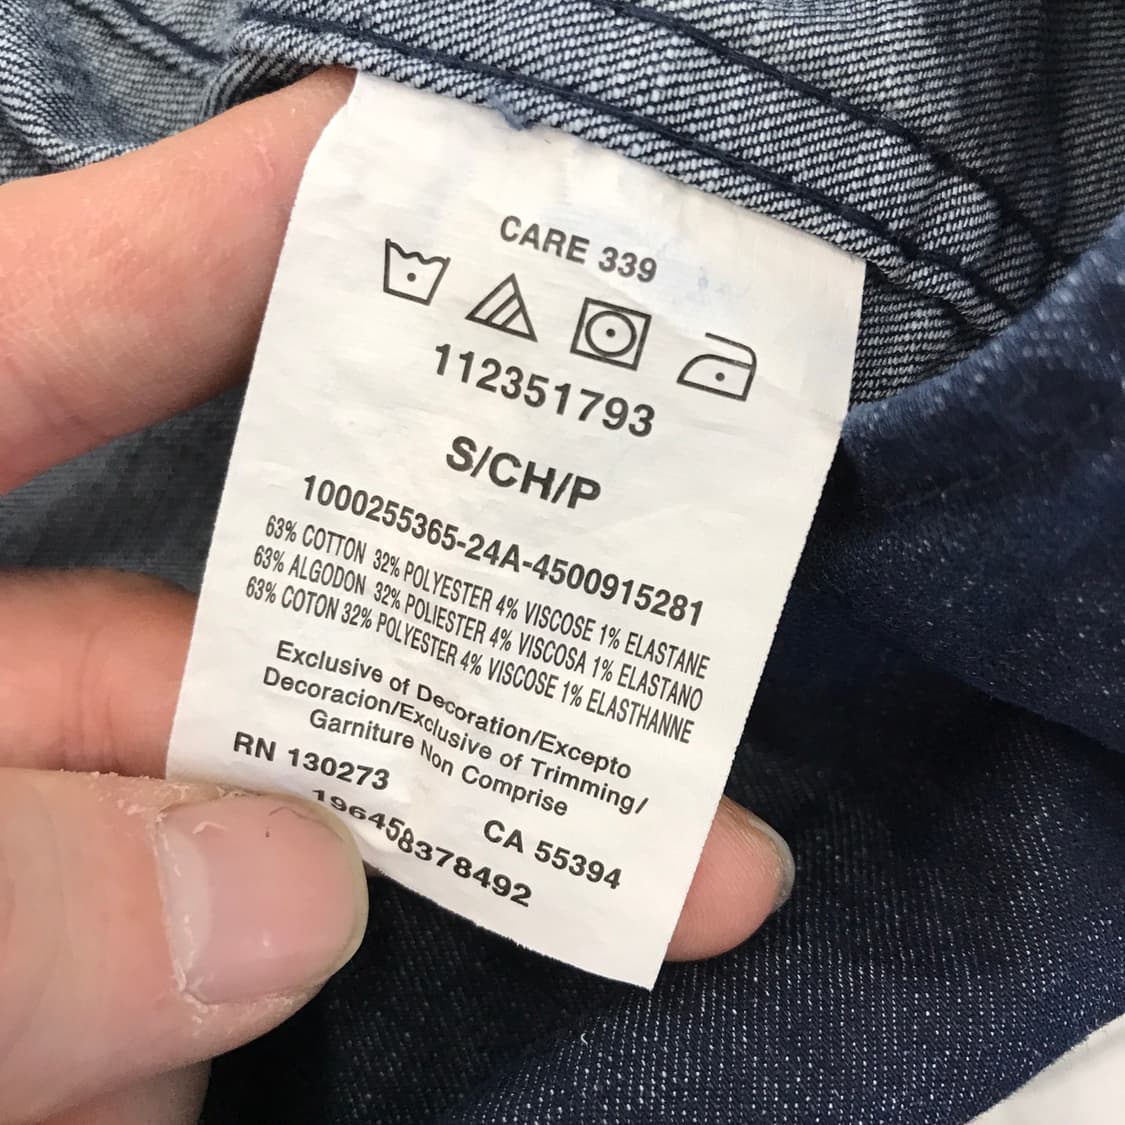 CARE 339
112351793
S/CH/P
1000255365-24A-4500915281
63% COTTON 32% POLYESTER 4% VISCOSE 1% ELASTANE
63% ALGODON 32% POLIESTER 4% VISCOSA 1% ELASTANO
63% COTON 32% POLYESTER 4% VISCOSE 1% ELASTHANNE
Exclusive of Decoration/Excepto
Decoracion/Exclusive of Trimming/
Garniture Non Comprise
RN 130273 CA 55394
196458378492